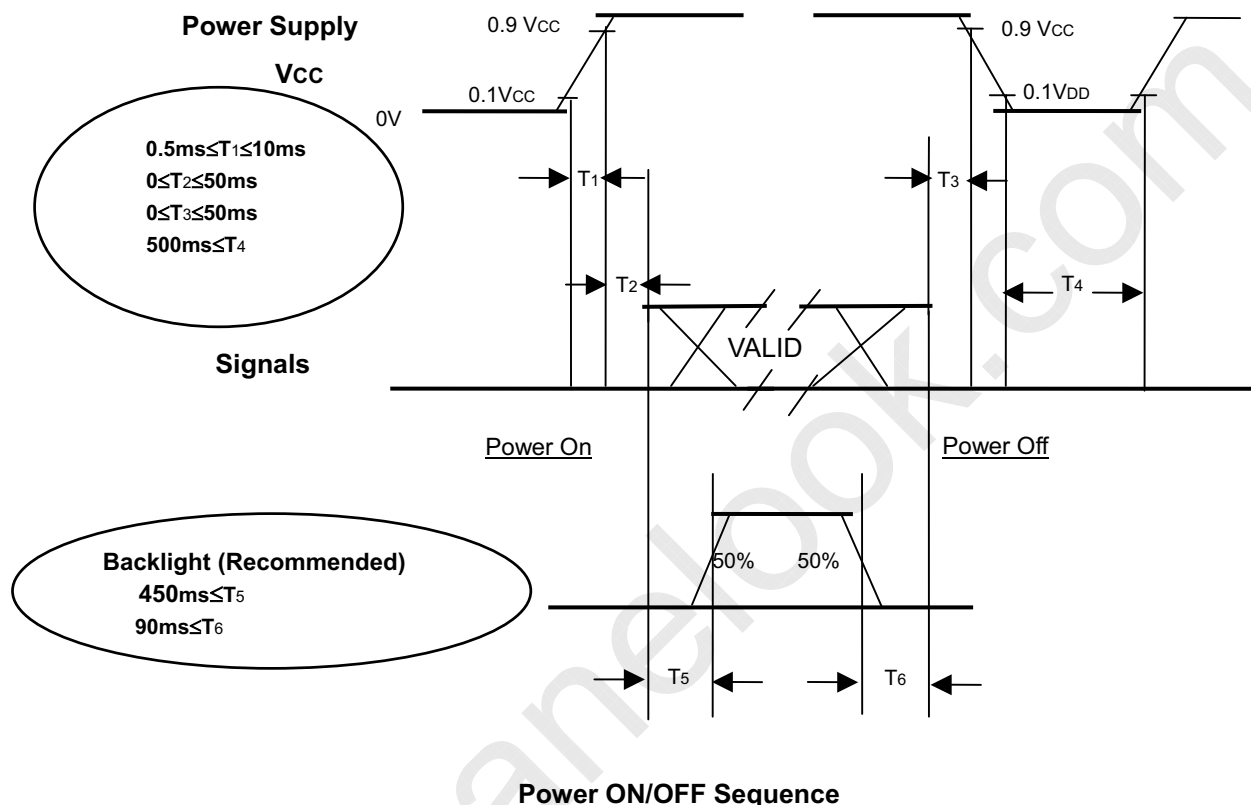 Power Supply
VCC
0V
0.1VCC
0.9 VCC
0.9 VCC
0.1VDD
0.5ms≤T1≤10ms
0≤T2≤50ms
0≤T3≤50ms
500ms≤T4
T1
T3
T2
T4
Signals
VALID
Power On
Power Off
Backlight (Recommended)
450ms≤T5
90ms≤T6
50%
50%
T5
T6
Power ON/OFF Sequence
anelook.com